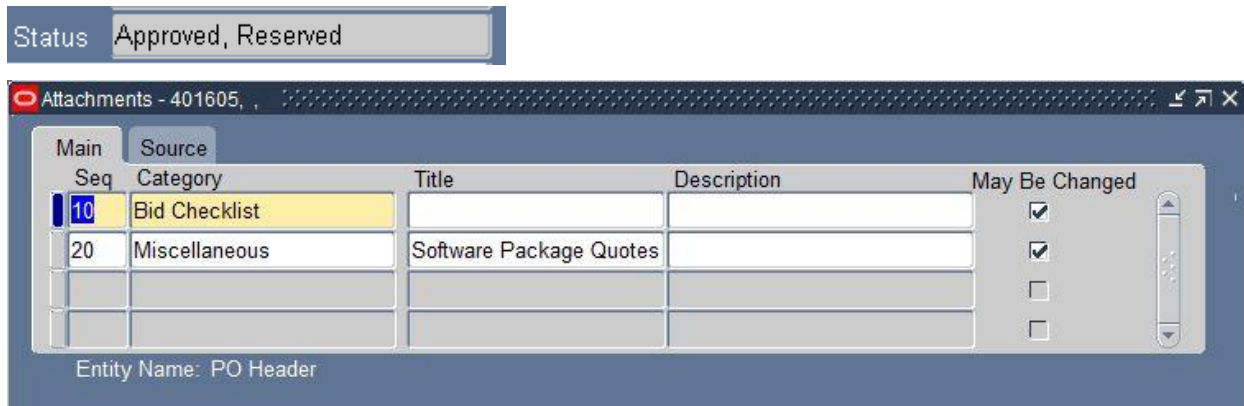 Status Approved, Reserved
Attachments - 401605, ,
Main Source
Seq Category Title Description May Be Changed
10 Bid Checklist
20 Miscellaneous Software Package Quotes
Entity Name: PO Header